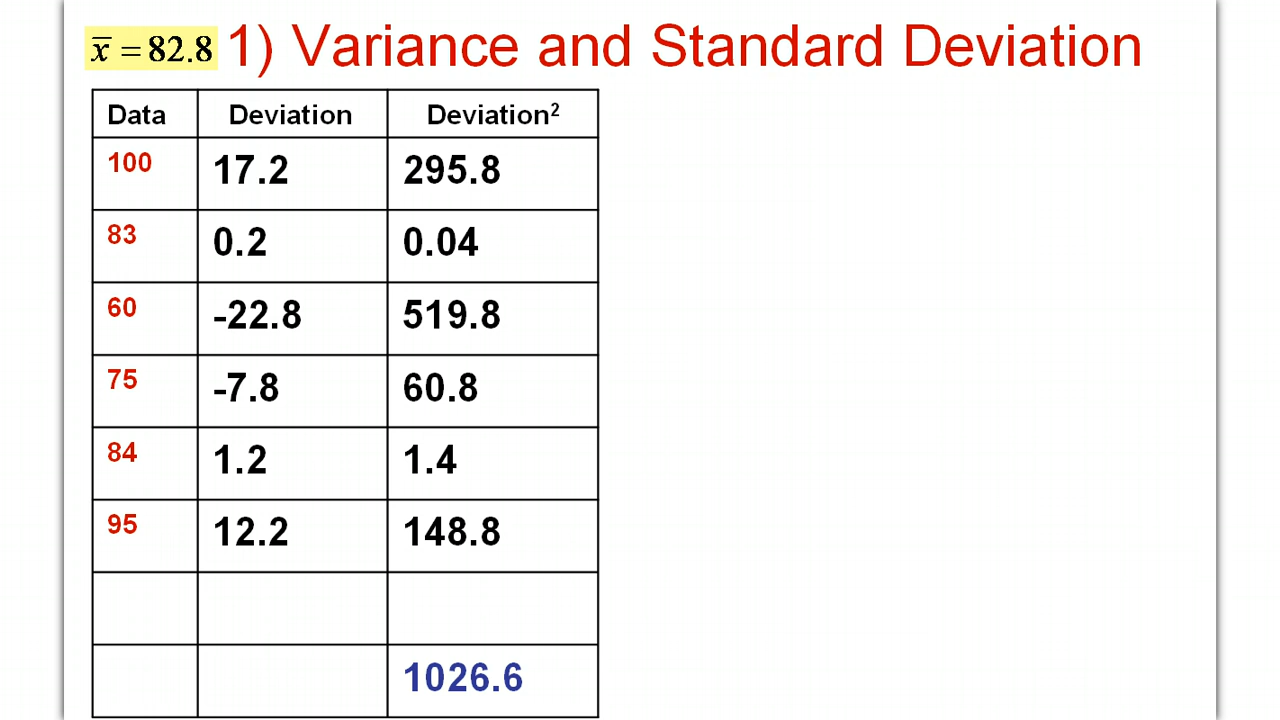 x̅ = 82.8 1) Variance and Standard Deviation
Data Deviation Deviation²
100 17.2 295.8
83 0.2 0.04
60 -22.8 519.8
75 -7.8 60.8
84 1.2 1.4
95 12.2 148.8
1026.6